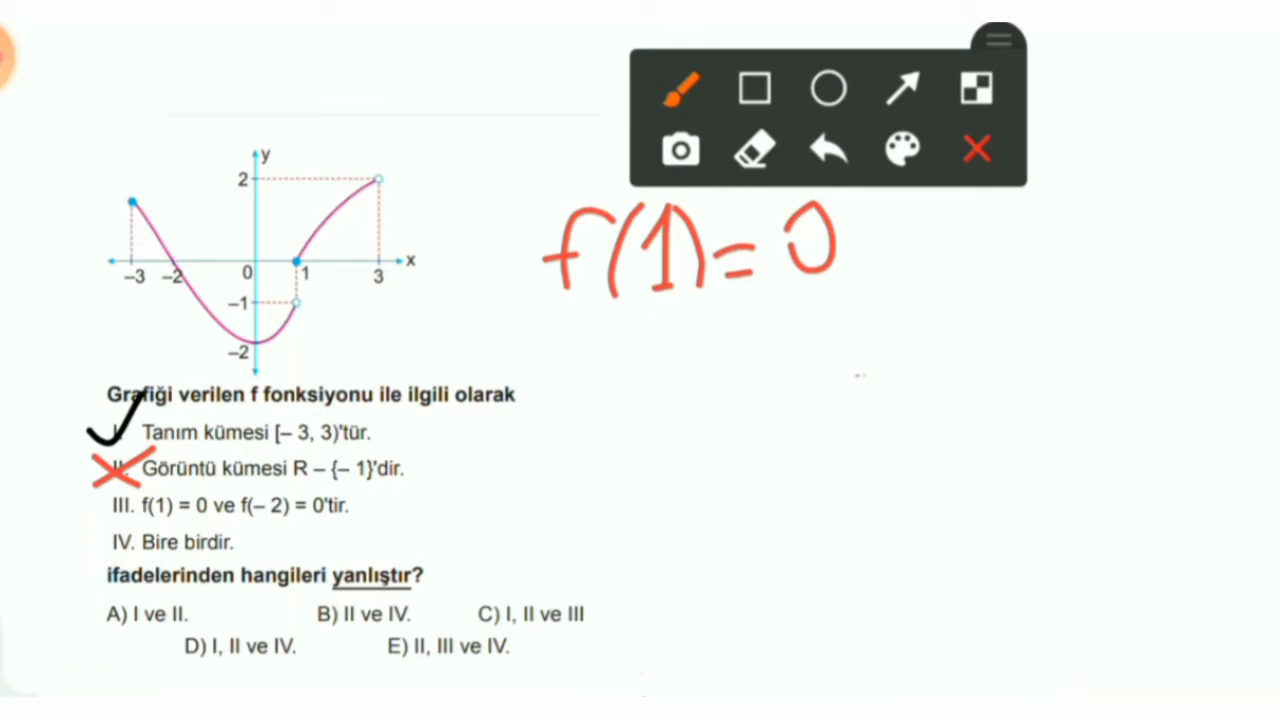 y
2
–3 –2 0 1 3 x
–1
–2
f(1) = 0
Grafiği verilen f fonksiyonu ile ilgili olarak
I. Tanım kümesi [– 3, 3)'tür.
II. Görüntü kümesi R – {– 1}'dir.
III. f(1) = 0 ve f(– 2) = 0'tir.
IV. Bire birdir.
ifadelerinden hangileri yanlıştır?
A) I ve II. B) II ve IV. C) I, II ve III
D) I, II ve IV. E) II, III ve IV.